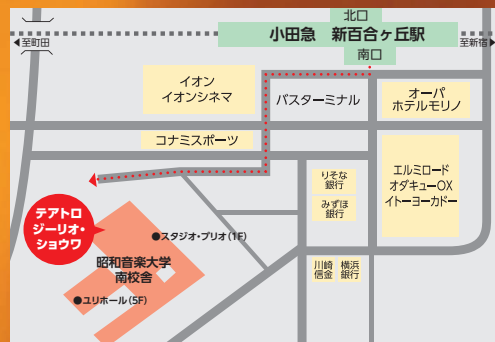 北口
小田急 新百合ヶ丘駅
南口
◀至町田
至新宿▶
イオン
イオンシネマ
バスターミナル
オーパ
ホテルモリノ
コナミスポーツ
りそな
銀行
みずほ
銀行
エルミロード
オダキューOX
イトーヨーカドー
テアトロ
ジーリオ・
ショウワ
●スタジオ・プリオ(1F)
昭和音楽大学
南校舎
●ユリホール(5F)
川崎
信金
横浜
銀行